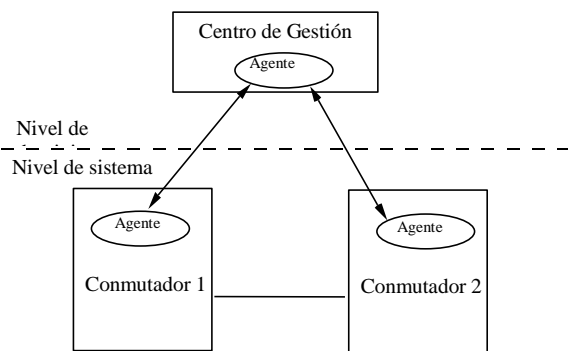 Centro de Gestión
Agente
Nivel de
Nivel de sistema
Agente
Agente
Conmutador 1
Conmutador 2